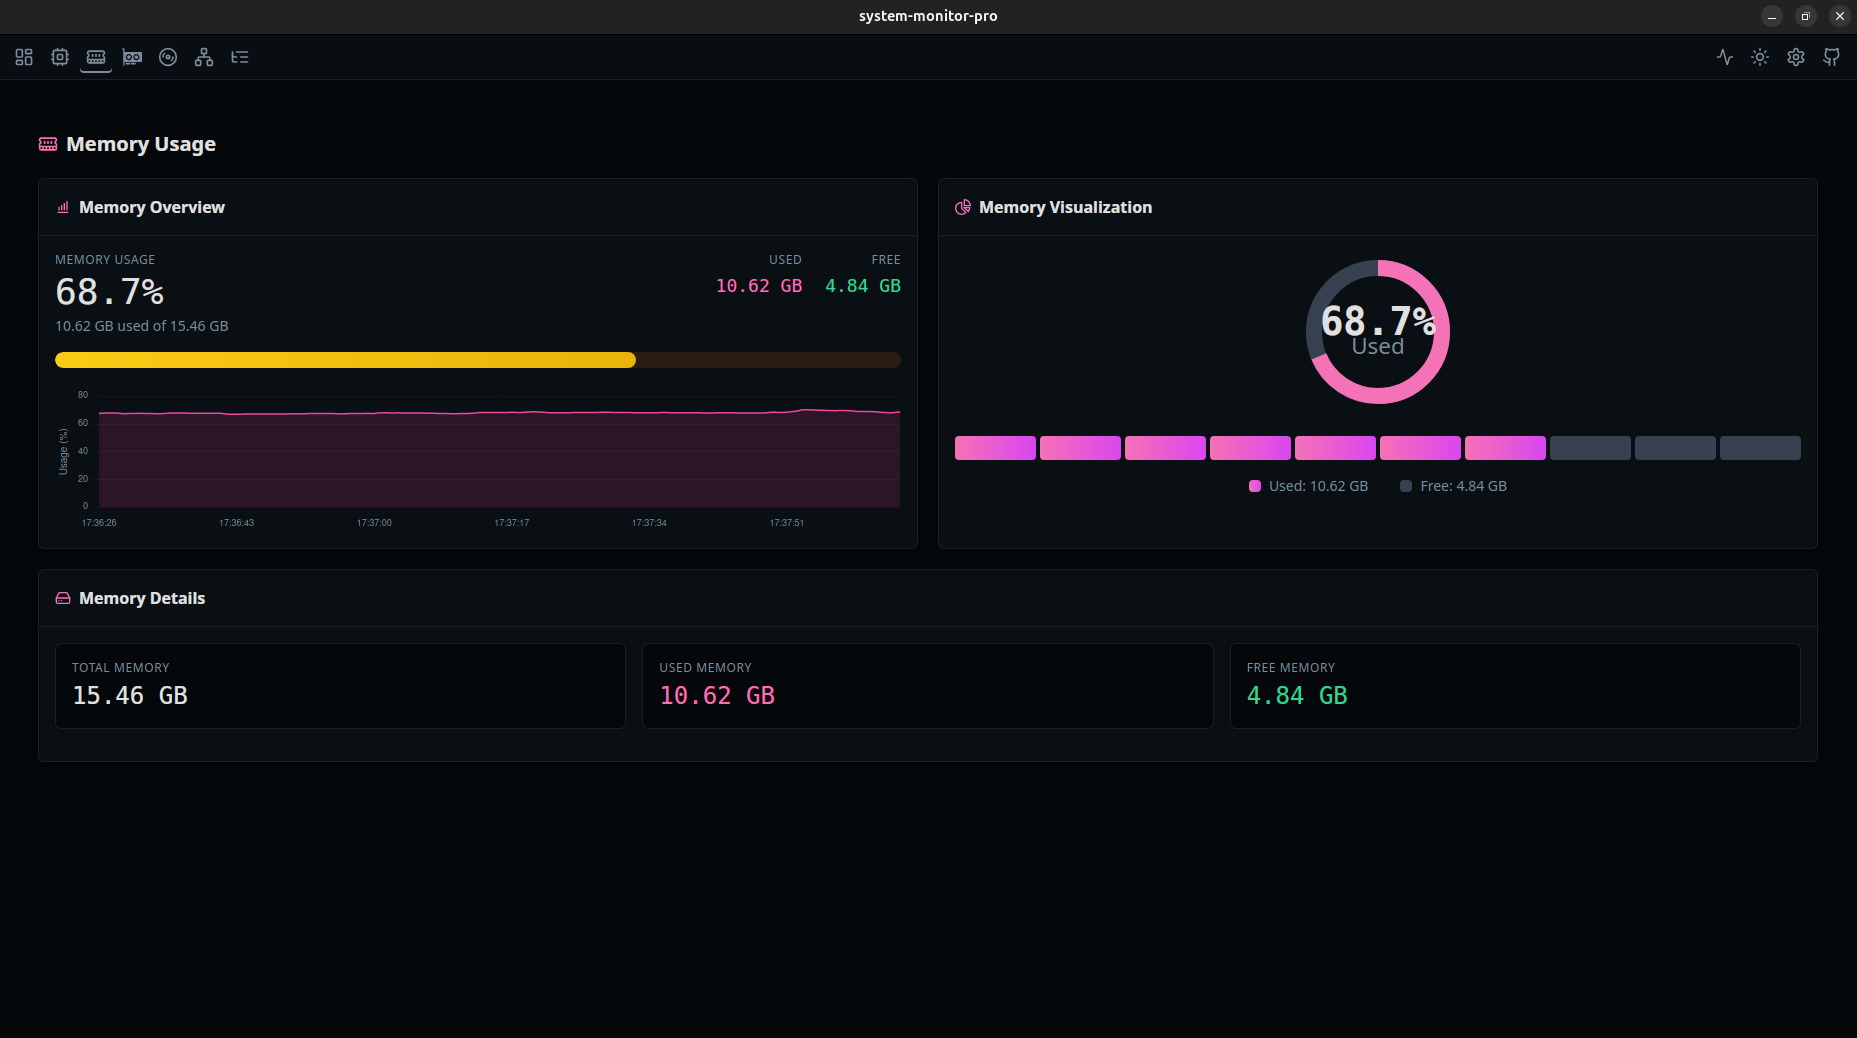 system-monitor-pro
Memory Usage
Memory Overview
MEMORY USAGE
68.7%
10.62 GB used of 15.46 GB
USED
10.62 GB
FREE
4.84 GB
80
60
40
20
0
Usage (%)
17:36:26
17:36:43
17:37:00
17:37:17
17:37:34
17:37:51
Memory Visualization
68.7%
Used
Used: 10.62 GB
Free: 4.84 GB
Memory Details
TOTAL MEMORY
15.46 GB
USED MEMORY
10.62 GB
FREE MEMORY
4.84 GB